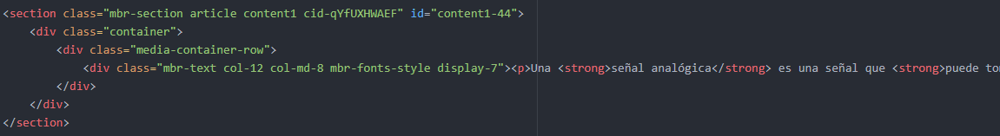 <section class="mbr-section article content1 cid-qYfUXHWAEF" id="content1-44">
<div class="container">
<div class="media-container-row">
<div class="mbr-text col-12 col-md-8 mbr-fonts-style display-7"><p>Una <strong>señal analógica</strong> es una señal que <strong>puede
</div>
</div>
</section>